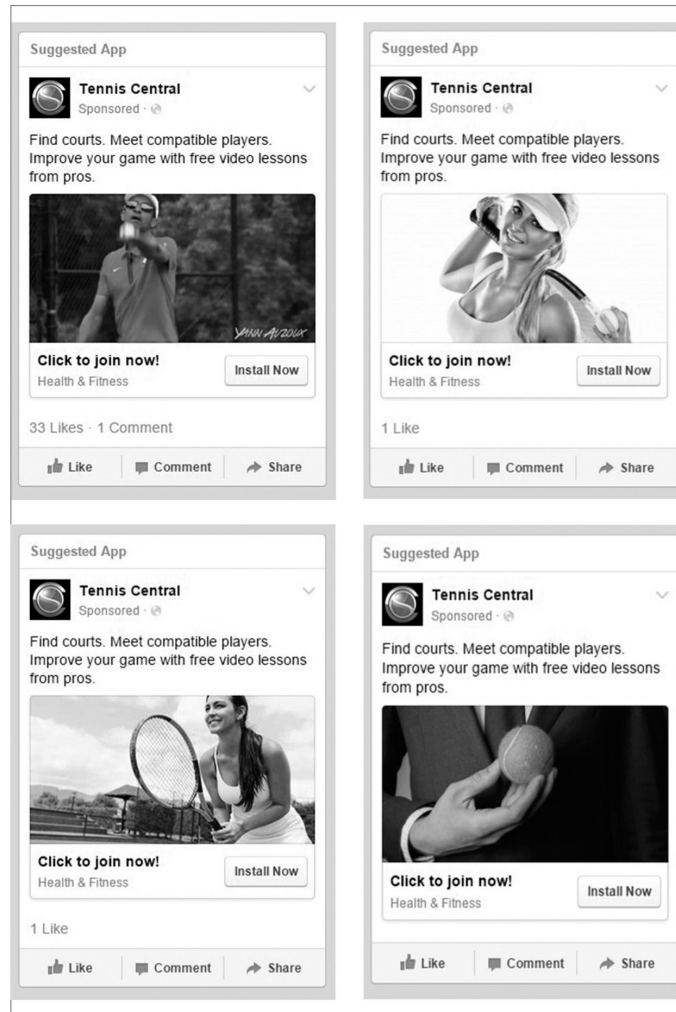 Suggested App
Tennis Central
Sponsored ·
Find courts. Meet compatible players.
Improve your game with free video lessons
from pros.
YANN AUZOUX
Click to join now!
Health & Fitness
Install Now
33 Likes · 1 Comment
Like
Comment
Share
Suggested App
Tennis Central
Sponsored ·
Find courts. Meet compatible players.
Improve your game with free video lessons
from pros.
Click to join now!
Health & Fitness
Install Now
1 Like
Like
Comment
Share
Suggested App
Tennis Central
Sponsored ·
Find courts. Meet compatible players.
Improve your game with free video lessons
from pros.
Click to join now!
Health & Fitness
Install Now
1 Like
Like
Comment
Share
Suggested App
Tennis Central
Sponsored ·
Find courts. Meet compatible players.
Improve your game with free video lessons
from pros.
Click to join now!
Health & Fitness
Install Now
Like
Comment
Share